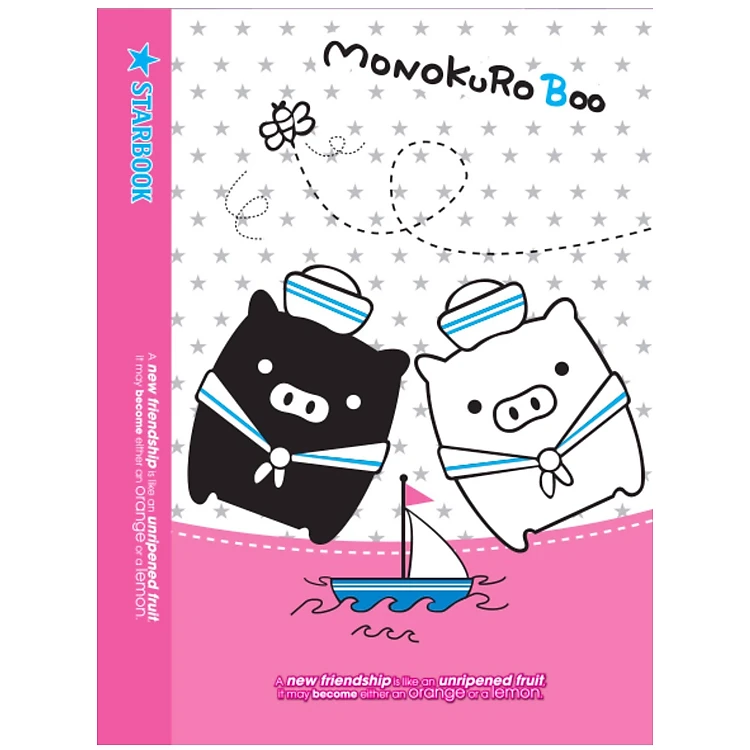 MONOKURO BOO
STARBOOK
A new friendship is like an unripened fruit,
it may become either an orange or a lemon.
A new friendship is like an unripened fruit,
it may become either an orange or a lemon.